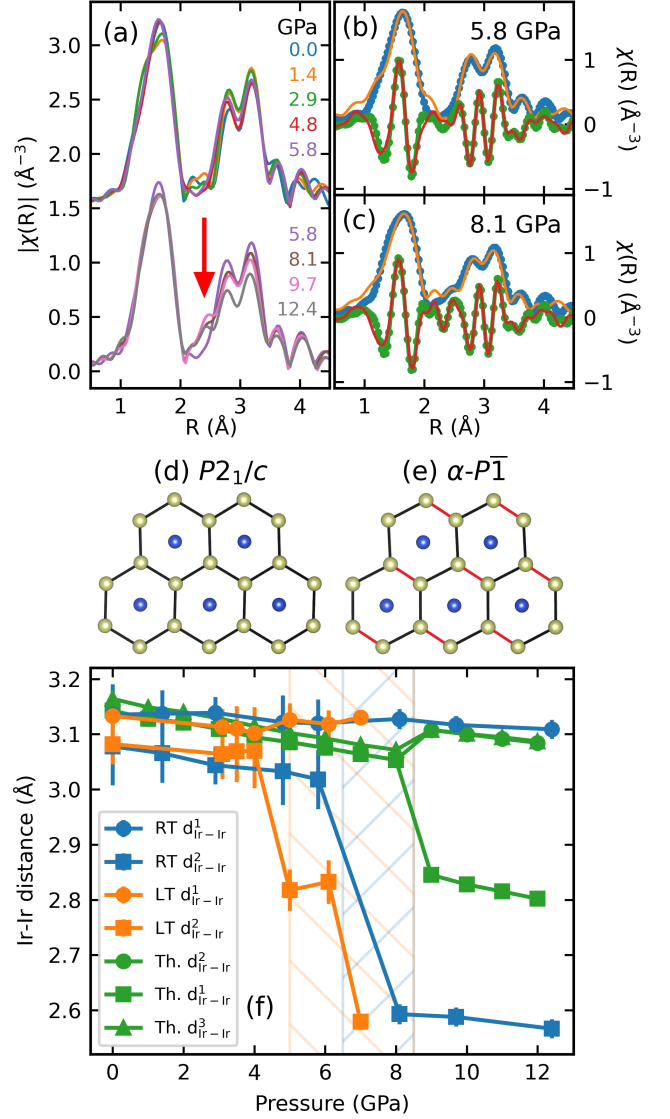 (a)
GPa
0.0
1.4
2.9
4.8
5.8
5.8
8.1
9.7
12.4
3.0
2.5
2.0
1.5
1.0
0.5
0.0
|χ(R)| (Å⁻³)
1 2 3 4
R (Å)
(b) 5.8 GPa
1
0
−1
χ(R) (Å⁻³)
(c) 8.1 GPa
1
0
−1
χ(R) (Å⁻³)
1 2 3 4
R (Å)
(d) P2₁/c
(e) α-P1̅
3.2
3.1
3.0
2.9
2.8
2.7
2.6
Ir-Ir distance (Å)
RT d¹Ir−Ir
RT d²Ir−Ir
LT d¹Ir−Ir
LT d²Ir−Ir
Th. d²Ir−Ir
Th. d¹Ir−Ir
Th. d³Ir−Ir
(f)
0 2 4 6 8 10 12
Pressure (GPa)